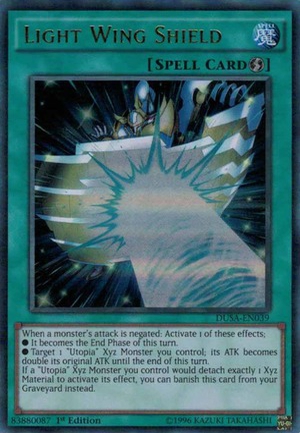 LIGHT WING SHIELD
[SPELL CARD]
DUSA-EN039
When a monster's attack is negated: Activate 1 of these effects;
● It becomes the End Phase of this turn.
● Target 1 "Utopia" Xyz Monster you control; its ATK becomes
double its original ATK until the end of this turn.
If a "Utopia" Xyz Monster you control would detach exactly 1 Xyz
Material to activate its effect, you can banish this card from your
Graveyard instead.
83880087 1st Edition ©1996 KAZUKI TAKAHASHI